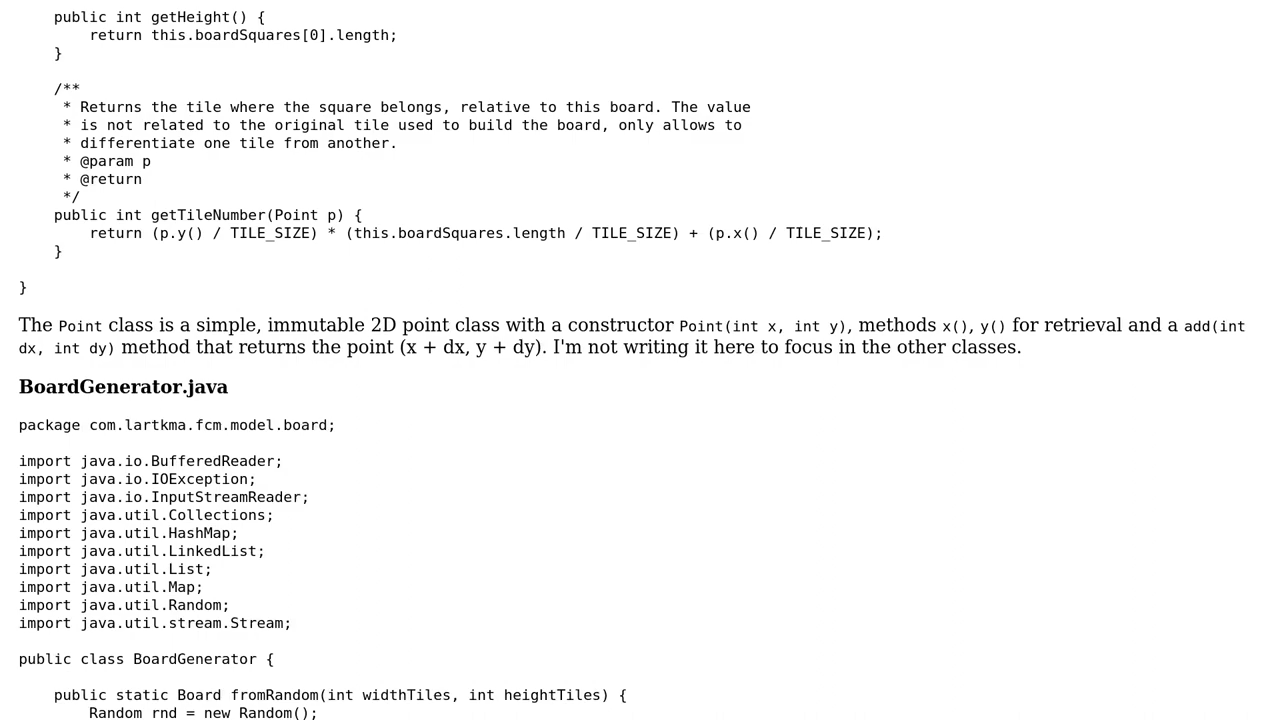 public int getHeight() {
        return this.boardSquares[0].length;
    }

    /**
     * Returns the tile where the square belongs, relative to this board. The value
     * is not related to the original tile used to build the board, only allows to
     * differentiate one tile from another.
     * @param p
     * @return
     */
    public int getTileNumber(Point p) {
        return (p.y() / TILE_SIZE) * (this.boardSquares.length / TILE_SIZE) + (p.x() / TILE_SIZE);
    }

}
The Point class is a simple, immutable 2D point class with a constructor Point(int x, int y), methods x(), y() for retrieval and a add(int
dx, int dy) method that returns the point (x + dx, y + dy). I'm not writing it here to focus in the other classes.
BoardGenerator.java
package com.lartkma.fcm.model.board;

import java.io.BufferedReader;
import java.io.IOException;
import java.io.InputStreamReader;
import java.util.Collections;
import java.util.HashMap;
import java.util.LinkedList;
import java.util.List;
import java.util.Map;
import java.util.Random;
import java.util.stream.Stream;

public class BoardGenerator {

    public static Board fromRandom(int widthTiles, int heightTiles) {
        Random rnd = new Random();